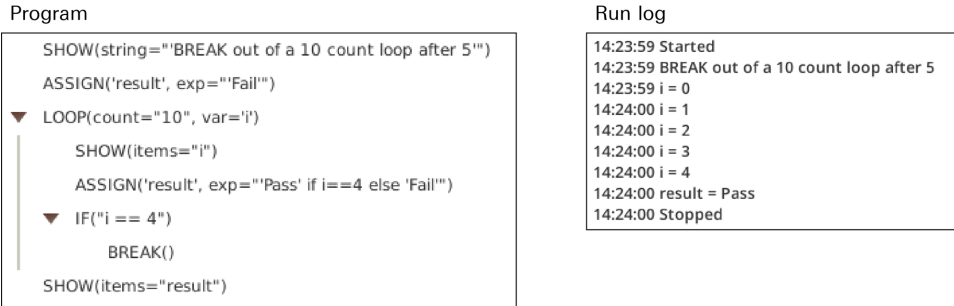 Program
SHOW(string="'BREAK out of a 10 count loop after 5'")
ASSIGN('result', exp="'Fail'")
LOOP(count="10", var='i')
SHOW(items="i")
ASSIGN('result', exp="'Pass' if i==4 else 'Fail'")
IF("i == 4")
BREAK()
SHOW(items="result")
Run log
14:23:59 Started
14:23:59 BREAK out of a 10 count loop after 5
14:23:59 i = 0
14:24:00 i = 1
14:24:00 i = 2
14:24:00 i = 3
14:24:00 i = 4
14:24:00 result = Pass
14:24:00 Stopped